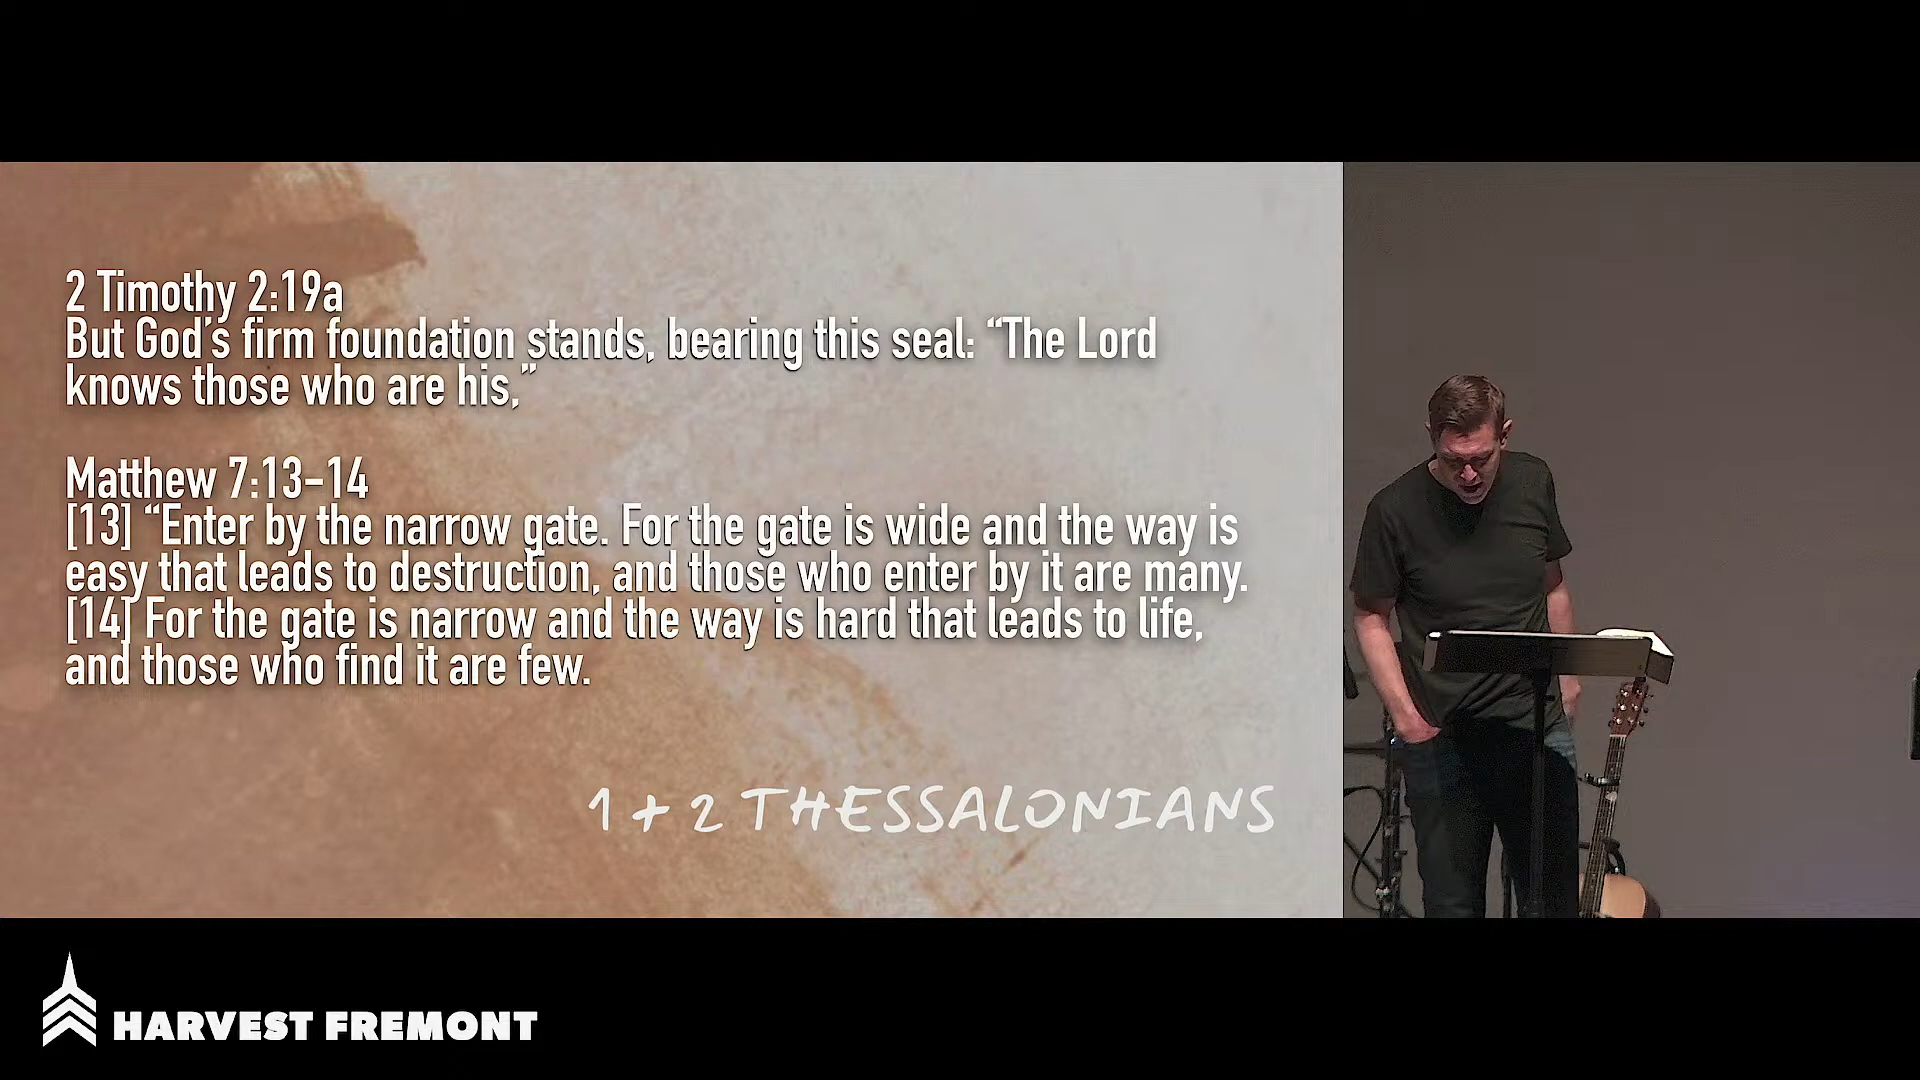 2 Timothy 2:19a
But God’s firm foundation stands, bearing this seal: “The Lord
knows those who are his,”
Matthew 7:13–14
[13] “Enter by the narrow gate. For the gate is wide and the way is
easy that leads to destruction, and those who enter by it are many.
[14] For the gate is narrow and the way is hard that leads to life,
and those who find it are few.
1 + 2 THESSALONIANS
HARVEST FREMONT